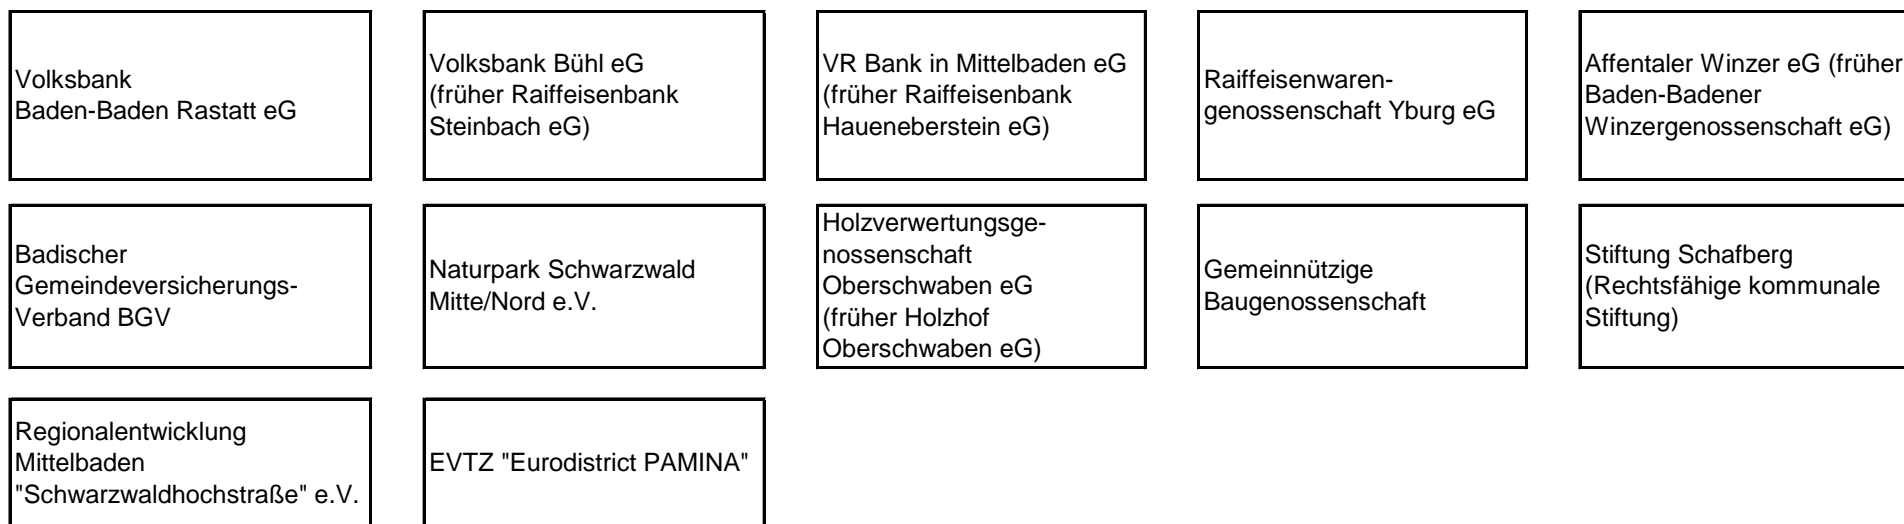 Volksbank
Baden-Baden Rastatt eG
Volksbank Bühl eG
(früher Raiffeisenbank
Steinbach eG)
VR Bank in Mittelbaden eG
(früher Raiffeisenbank
Haueneberstein eG)
Raiffeisenwaren-
genossenschaft Yburg eG
Affentaler Winzer eG (früher
Baden-Badener
Winzergenossenschaft eG)
Badischer
Gemeindeversicherungs-
Verband BGV
Naturpark Schwarzwald
Mitte/Nord e.V.
Holzverwertungsge-
nossenschaft
Oberschwaben eG
(früher Holzhof
Oberschwaben eG)
Gemeinnützige
Baugenossenschaft
Stiftung Schafberg
(Rechtsfähige kommunale
Stiftung)
Regionalentwicklung
Mittelbaden
"Schwarzwaldhochstraße" e.V.
EVTZ "Eurodistrict PAMINA"